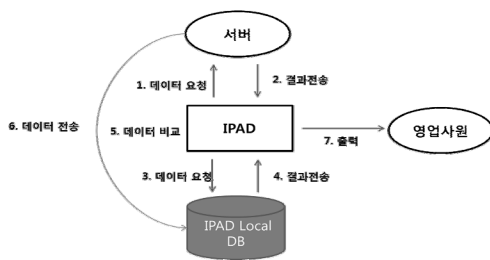 서버
1. 데이터 요청
2. 결과전송
6. 데이터 전송
5. 데이터 비교
IPAD
7. 출력
영업사원
3. 데이터 요청
4. 결과전송
IPAD Local
DB